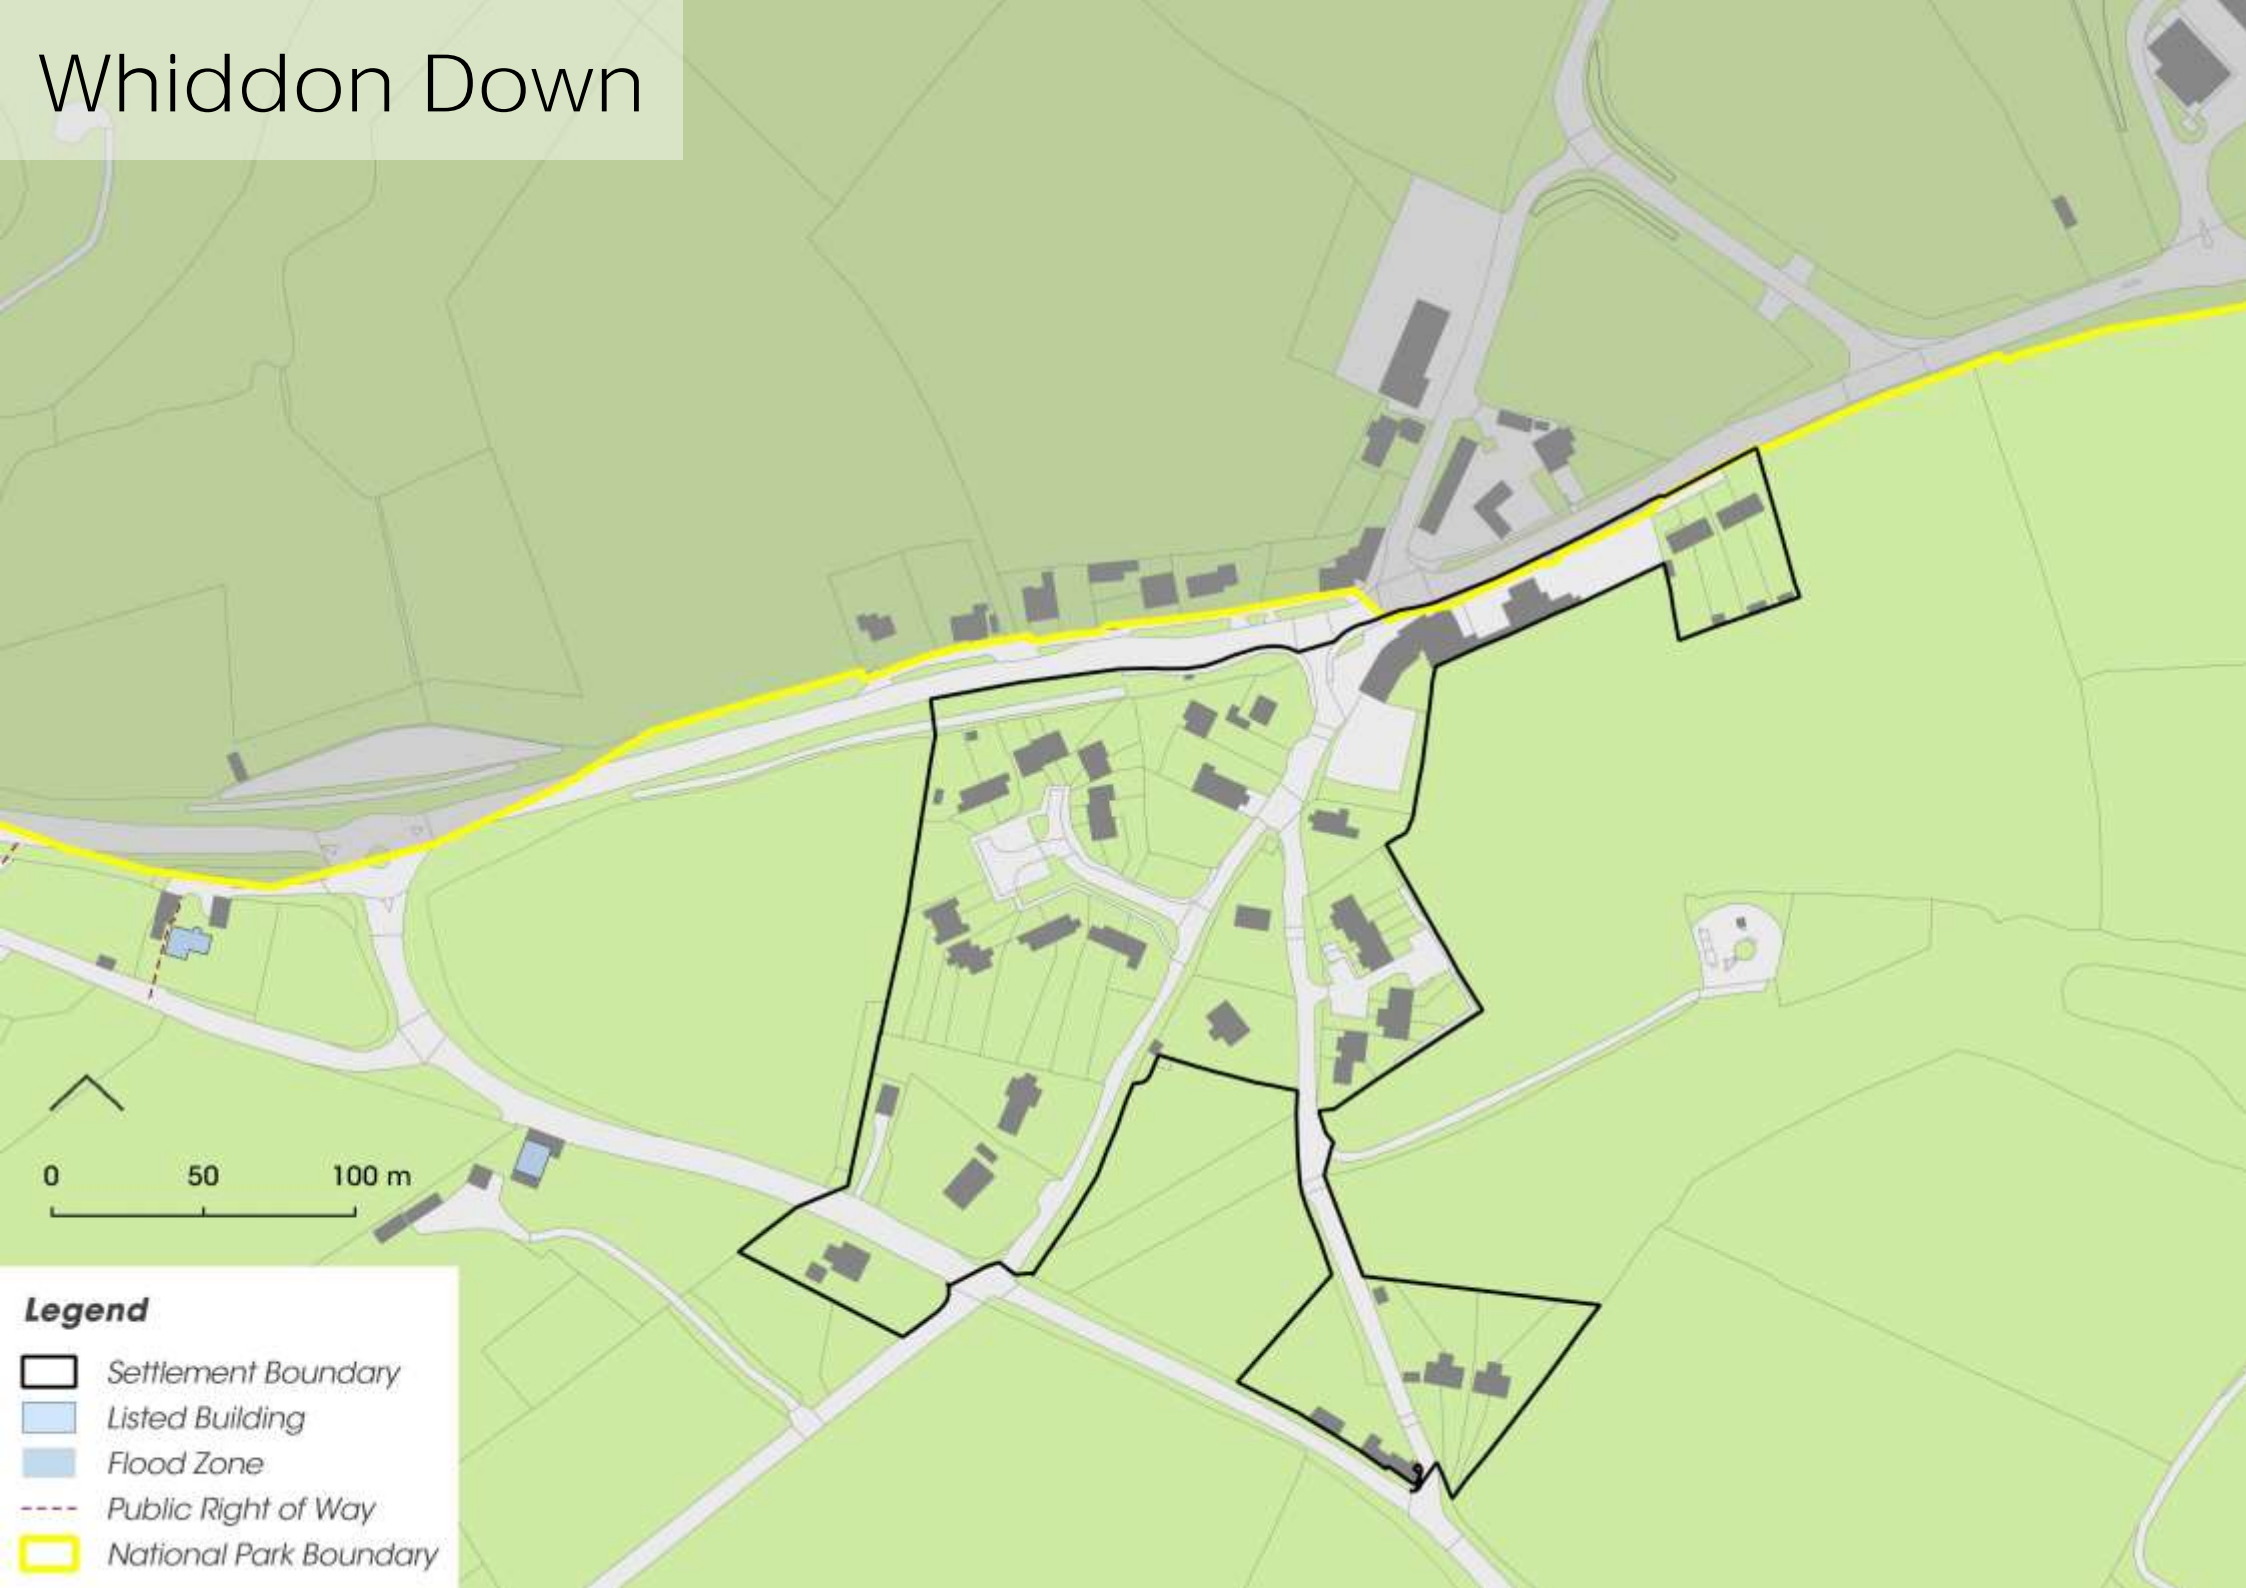 Whiddon Down
0 50 100 m
Legend
Settlement Boundary
Listed Building
Flood Zone
Public Right of Way
National Park Boundary